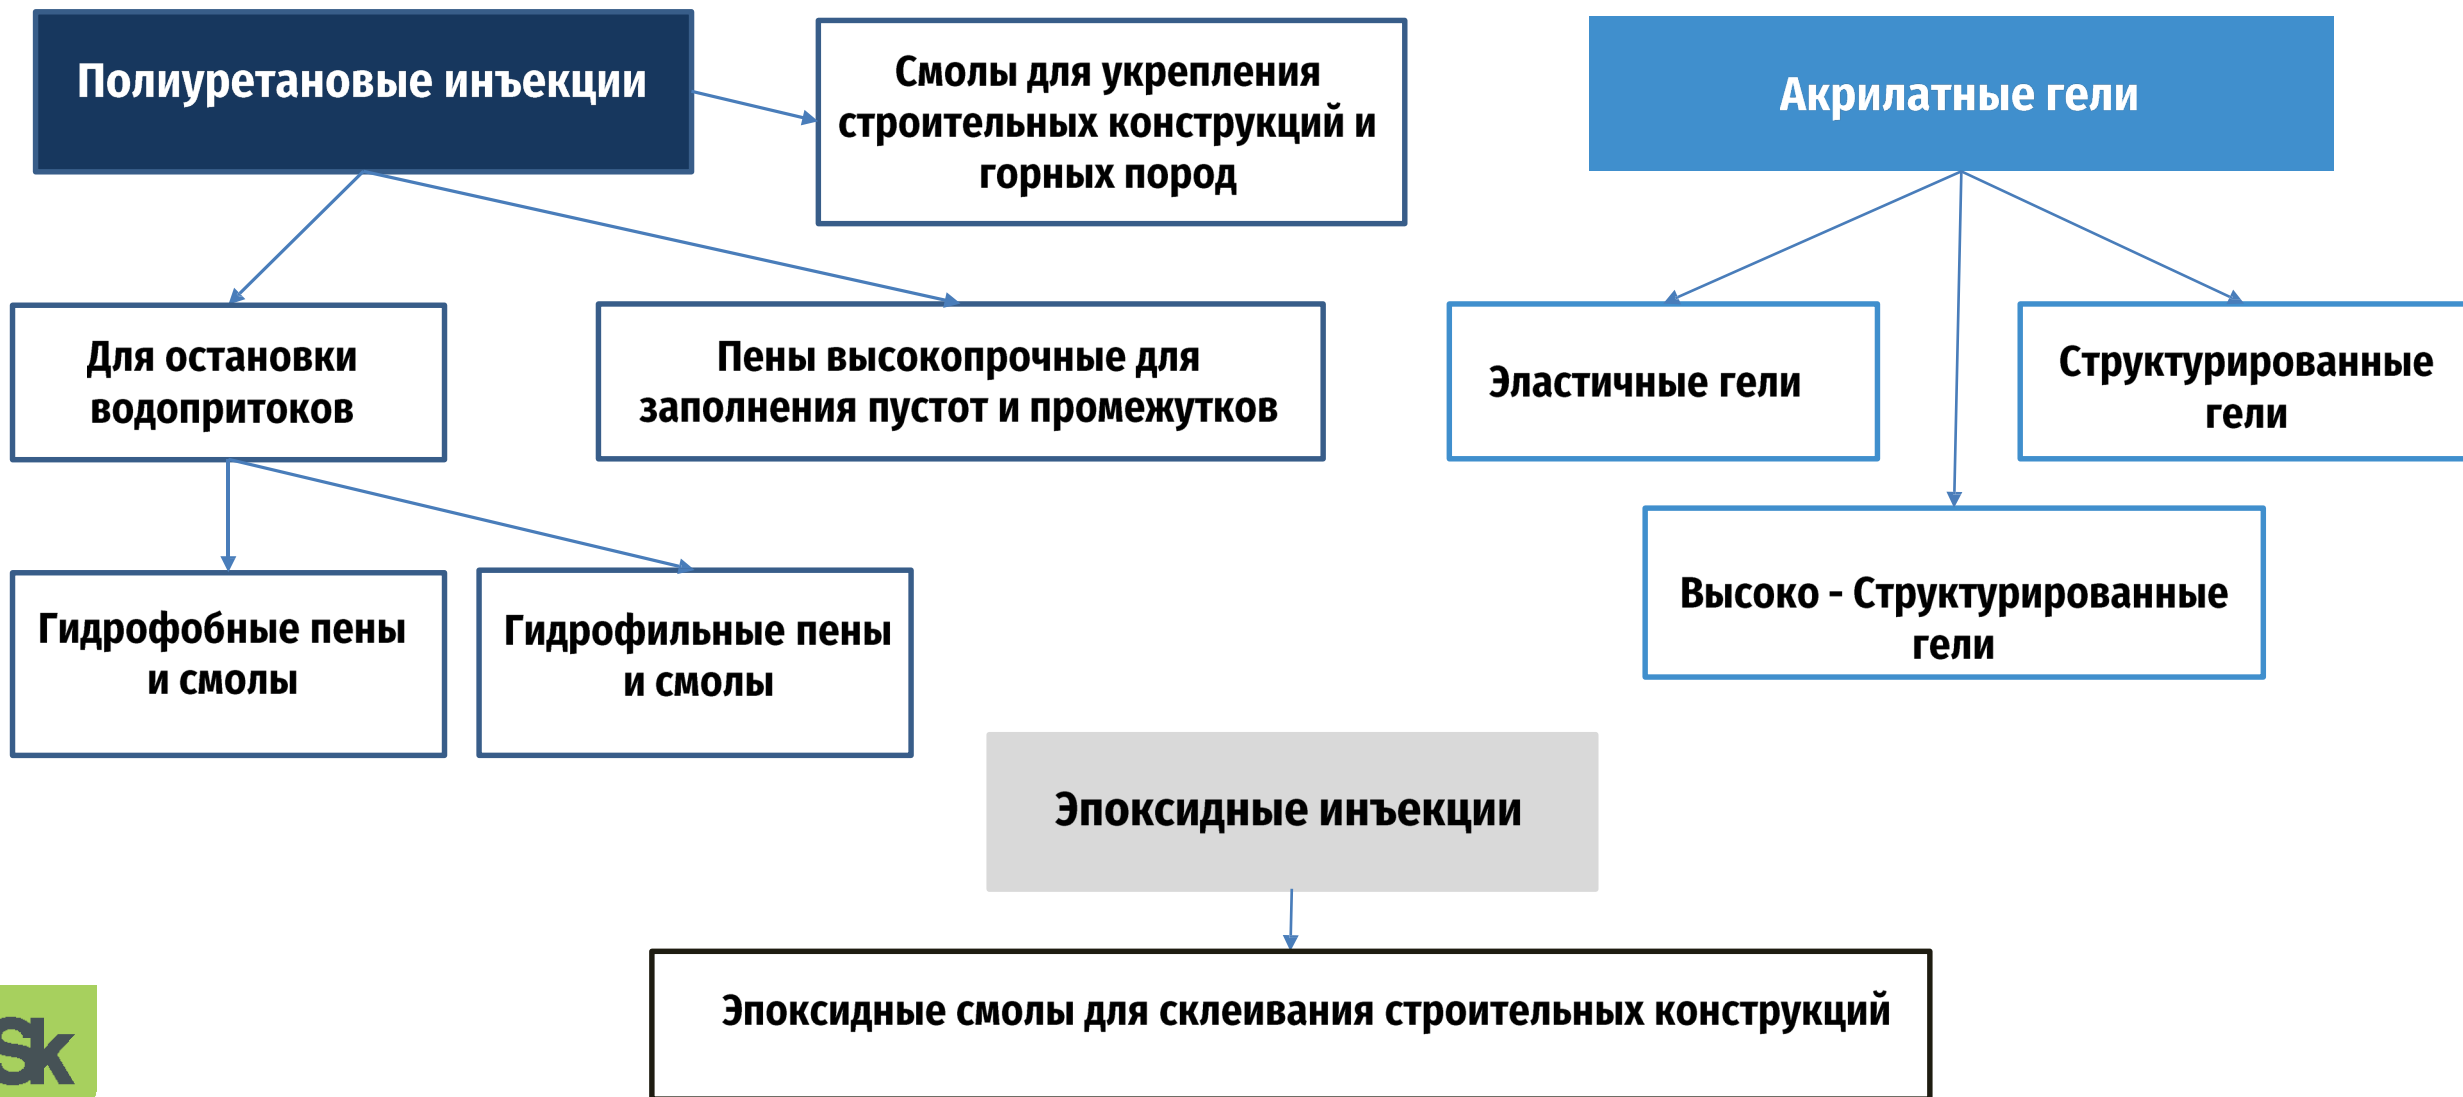 Полиуретановые инъекции
Смолы для укрепления
строительных конструкций и
горных пород
Акрилатные гели
Для остановки
водопритоков
Пены высокопрочные для
заполнения пустот и промежутков
Эластичные гели
Структурированные
гели
Гидрофобные пены
и смолы
Гидрофильные пены
и смолы
Высоко - Структурированные
гели
Эпоксидные инъекции
Эпоксидные смолы для склеивания строительных конструкций
Sk